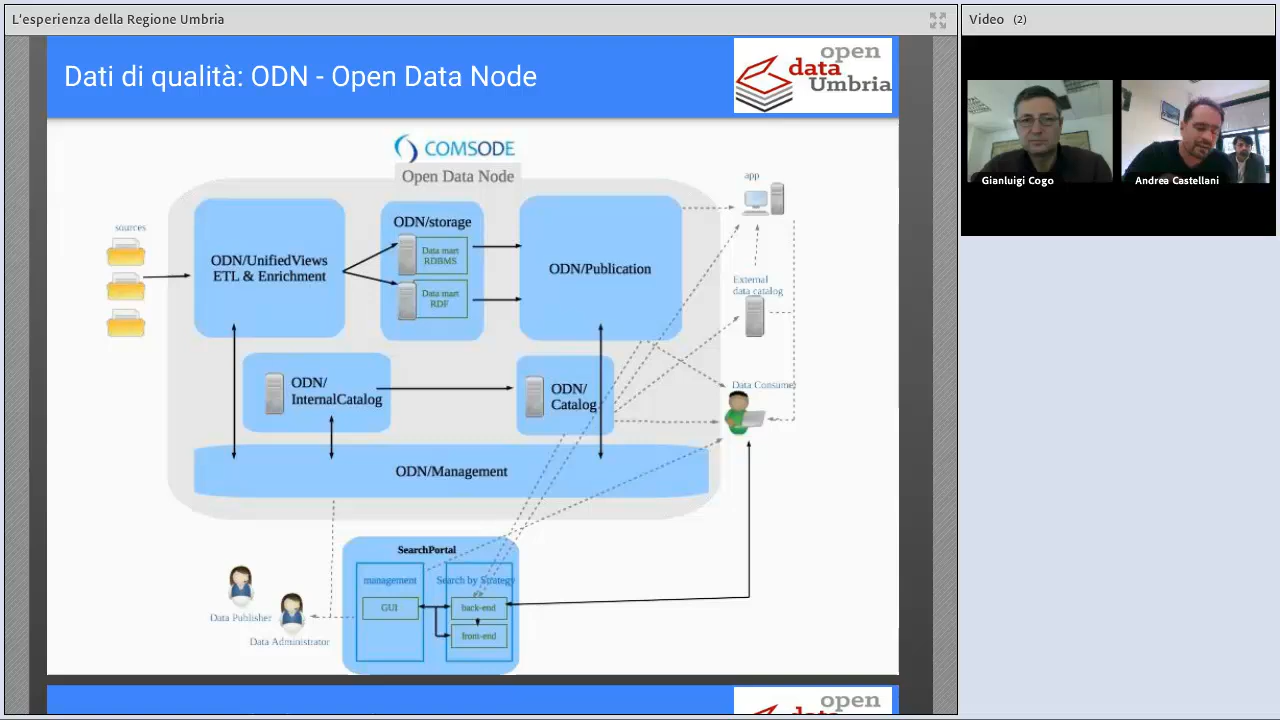 L'esperienza della Regione Umbria
Video (2)
Dati di qualità: ODN - Open Data Node
open
data
Umbria
Gianluigi Cogo
Andrea Castellani
COMSODE
Open Data Node
sources
ODN/UnifiedViews
ETL & Enrichment
ODN/storage
Data mart
RDBMS
Data mart
RDF
ODN/Publication
app
External
data catalog
ODN/
InternalCatalog
ODN/
Catalog
Data Consumer
ODN/Management
SearchPortal
management
GUI
Search by Strategy
back-end
front-end
Data Publisher
Data Administrator
open
data